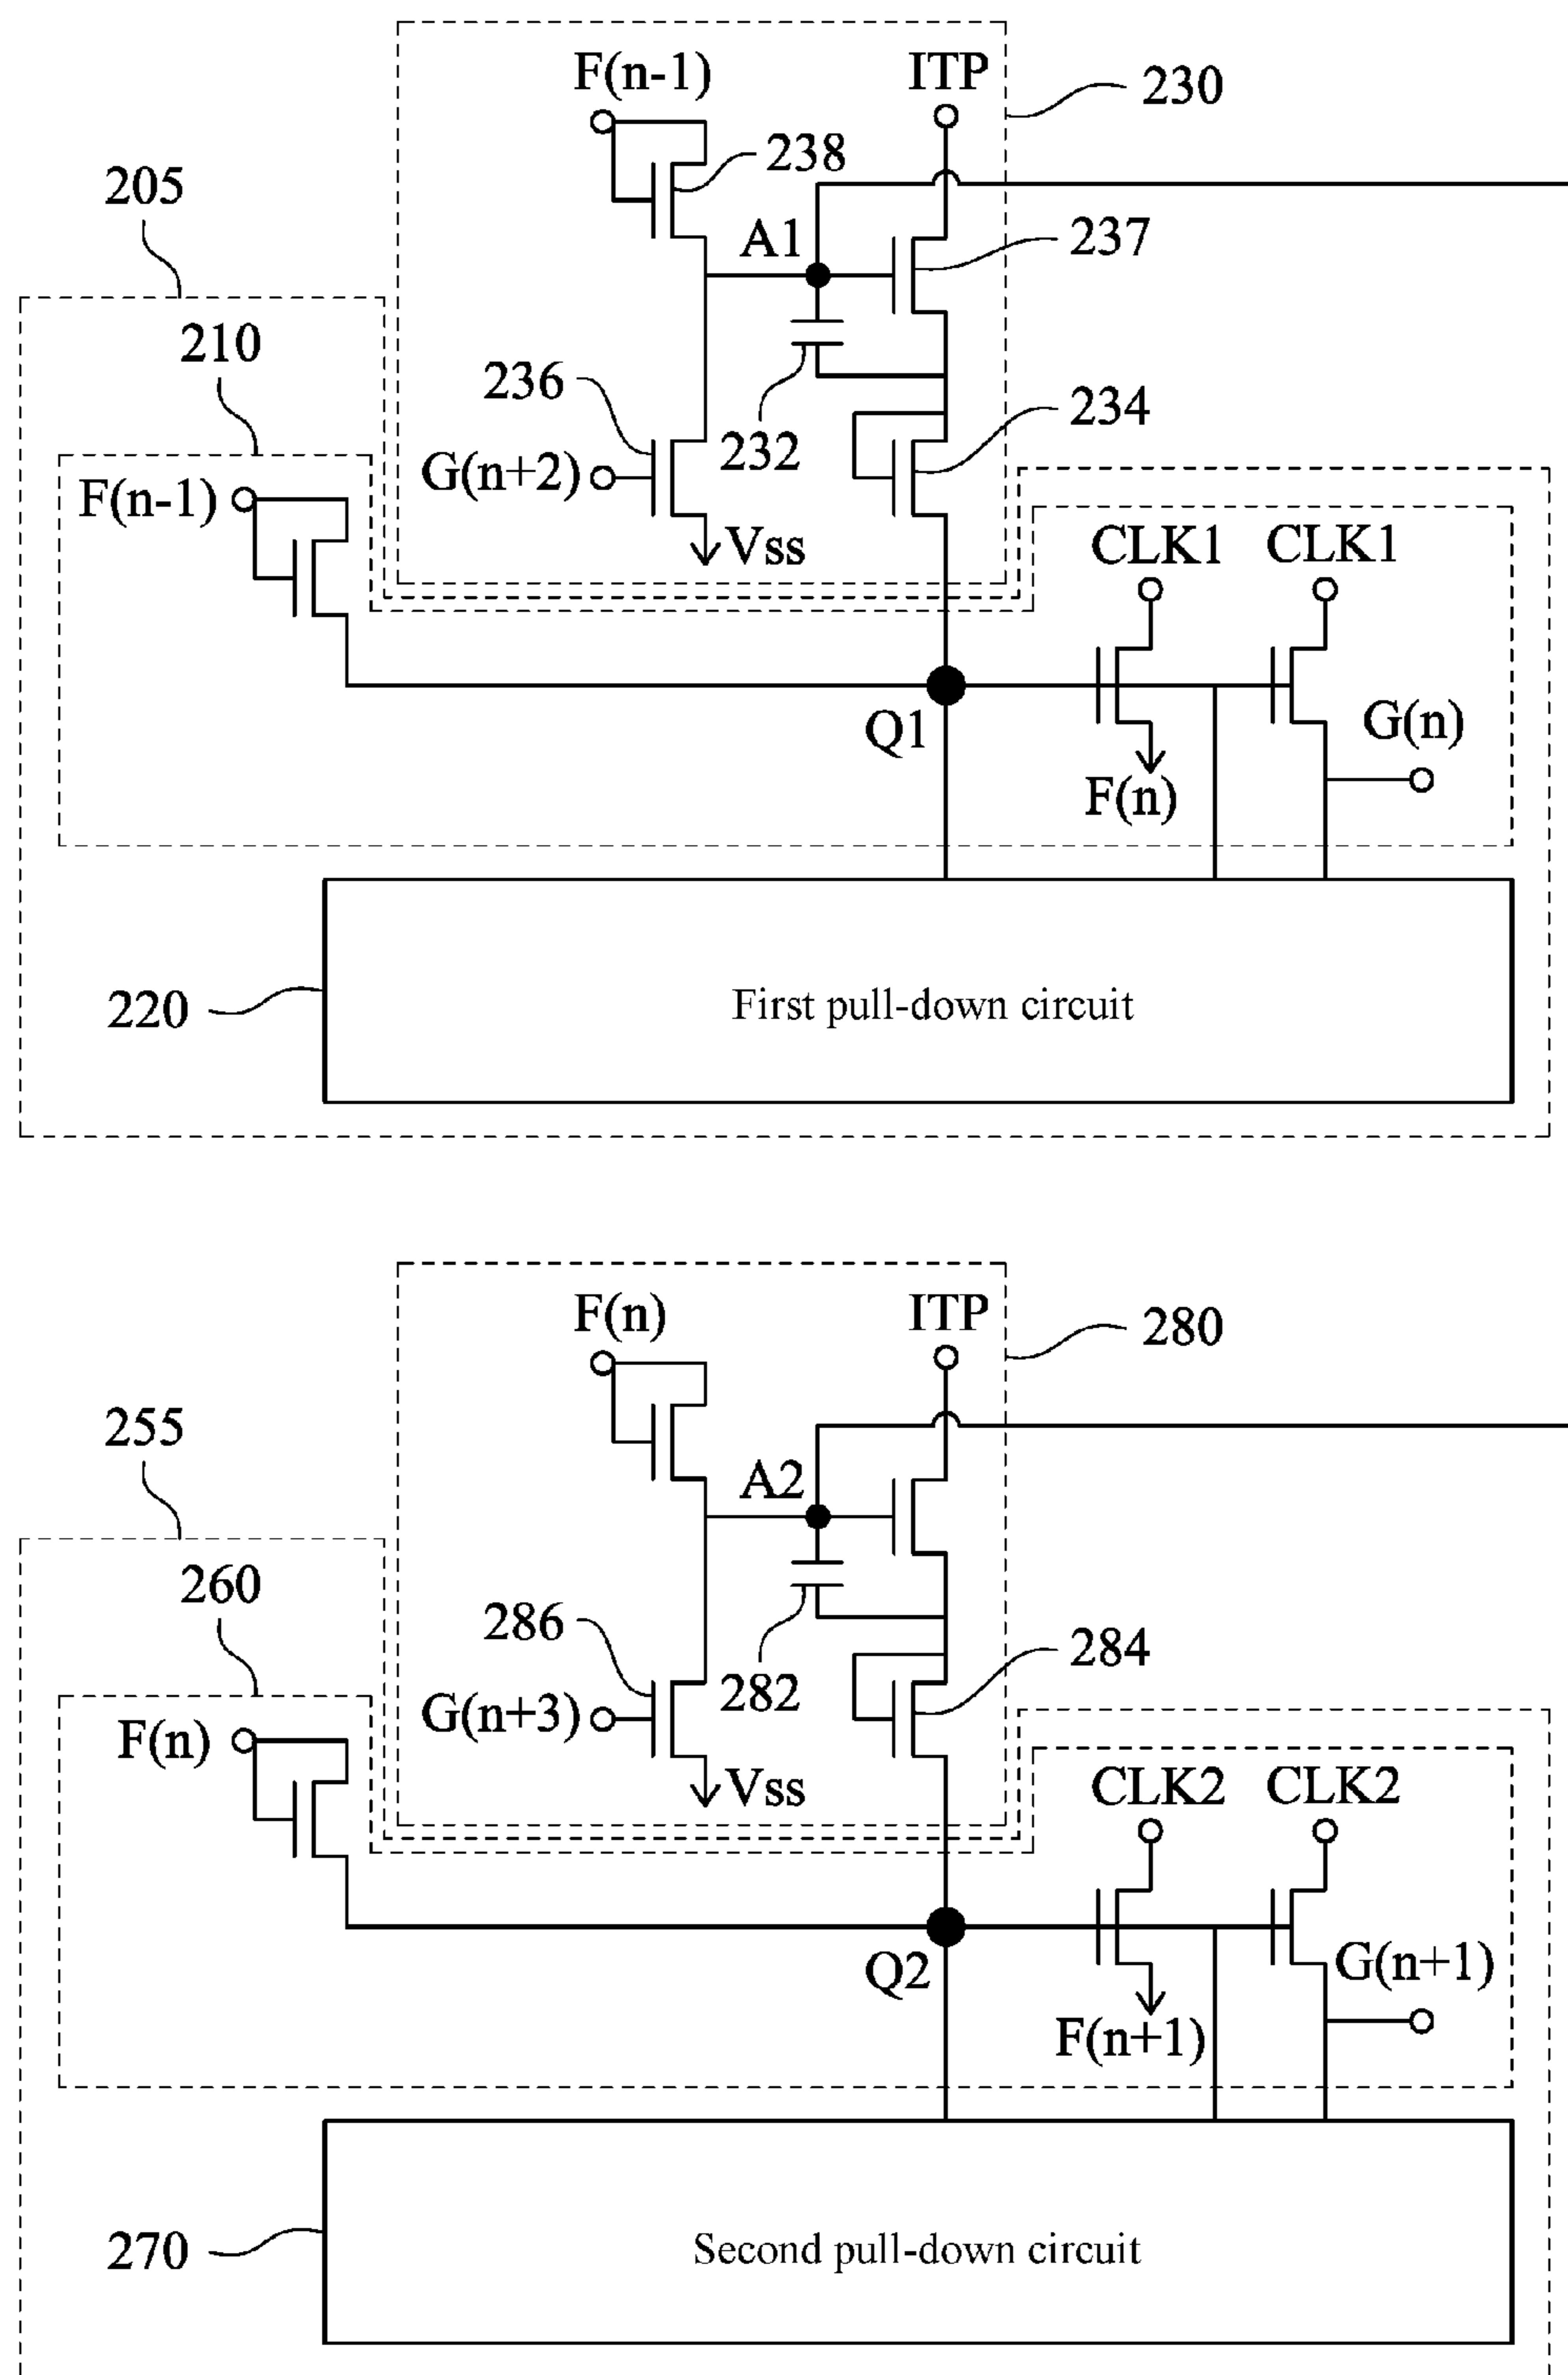 F(n-1)
ITP
230
238
205
A1
237
210
236
232
234
G(n+2)
F(n-1)
Vss
CLK1
CLK1
Q1
G(n)
F(n)
220
First pull-down circuit
F(n)
ITP
280
255
A2
260
286
282
284
G(n+3)
F(n)
Vss
CLK2
CLK2
Q2
G(n+1)
F(n+1)
270
Second pull-down circuit